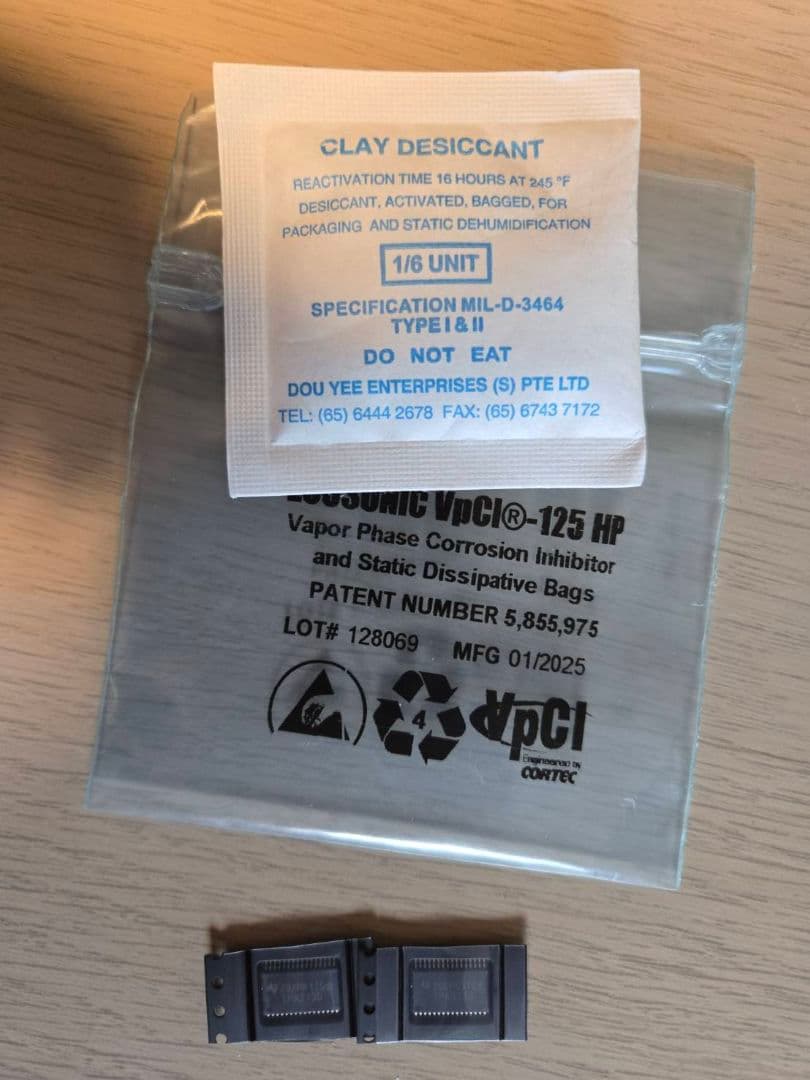 CLAY DESICCANT
REACTIVATION TIME 16 HOURS AT 245 °F
DESICCANT, ACTIVATED, BAGGED, FOR
PACKAGING AND STATIC DEHUMIDIFICATION
1/6 UNIT
SPECIFICATION MIL-D-3464
TYPE I & II
DO NOT EAT
DOU YEE ENTERPRISES (S) PTE LTD
TEL: (65) 6444 2678 FAX: (65) 6743 7172
VpCI®-125 HP
Vapor Phase Corrosion Inhibitor
and Static Dissipative Bags
PATENT NUMBER 5,855,975
LOT# 128069 MFG 01/2025
4
VpCI
Engineered by
CORTEC